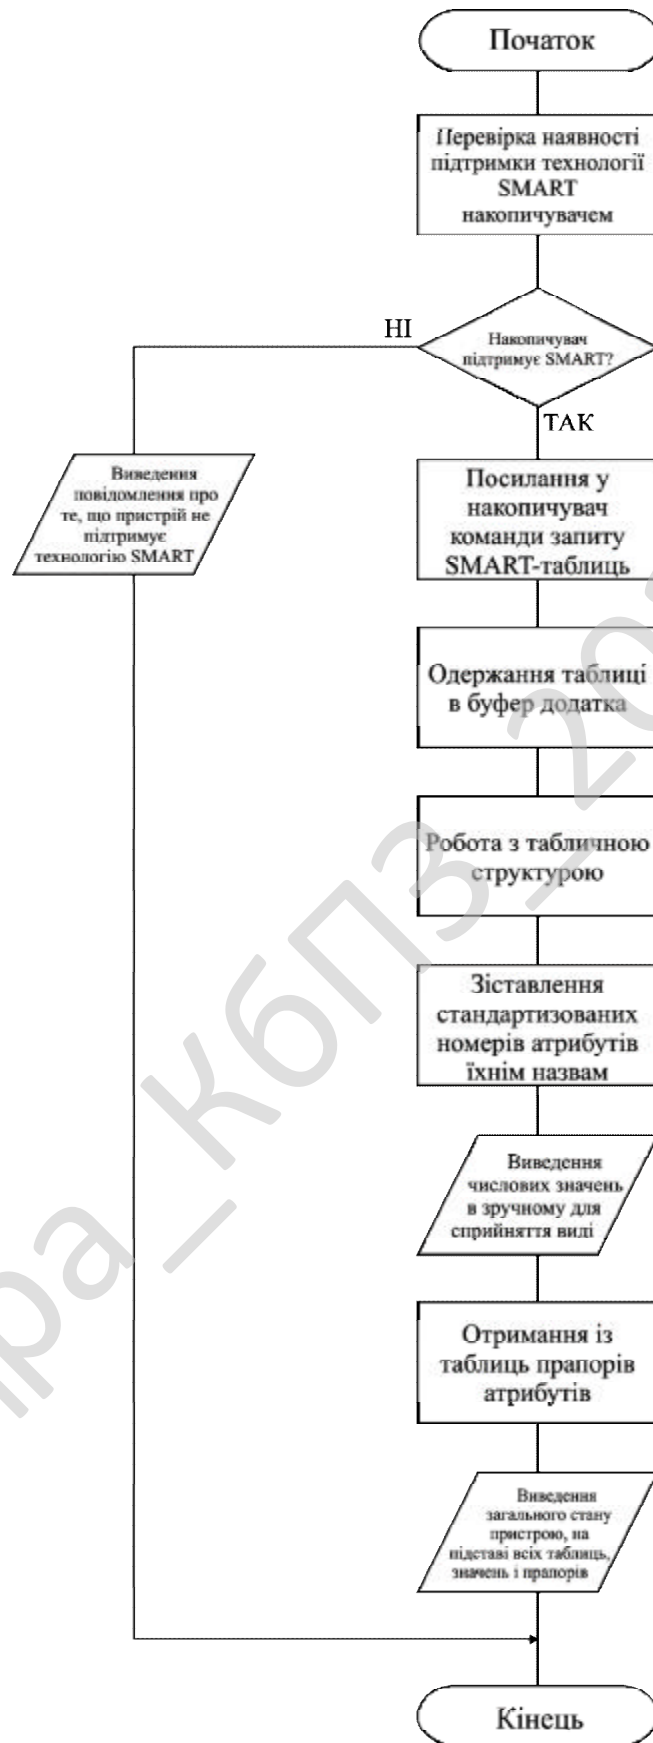 Початок
Перевірка наявності
підтримки технології
SMART
накопичувачем
НІ
Накопичувач
підтримує SMART?
ТАК
Виведення
повідомлення про
те, що пристрій не
підтримує
технологію SMART
Посилання у
накопичувач
команди запиту
SMART-таблиць
Одержання таблиці
в буфер додатка
Робота з табличною
структурою
Зіставлення
стандартизованих
номерів атрибутів
їхнім назвам
Виведення
числових значень
в зручному для
сприйняття виді
Отримання із
таблиць прапорів
атрибутів
Виведення
загального стану
пристрою, на
підставі всіх таблиць,
значень і прапорів
Кінець